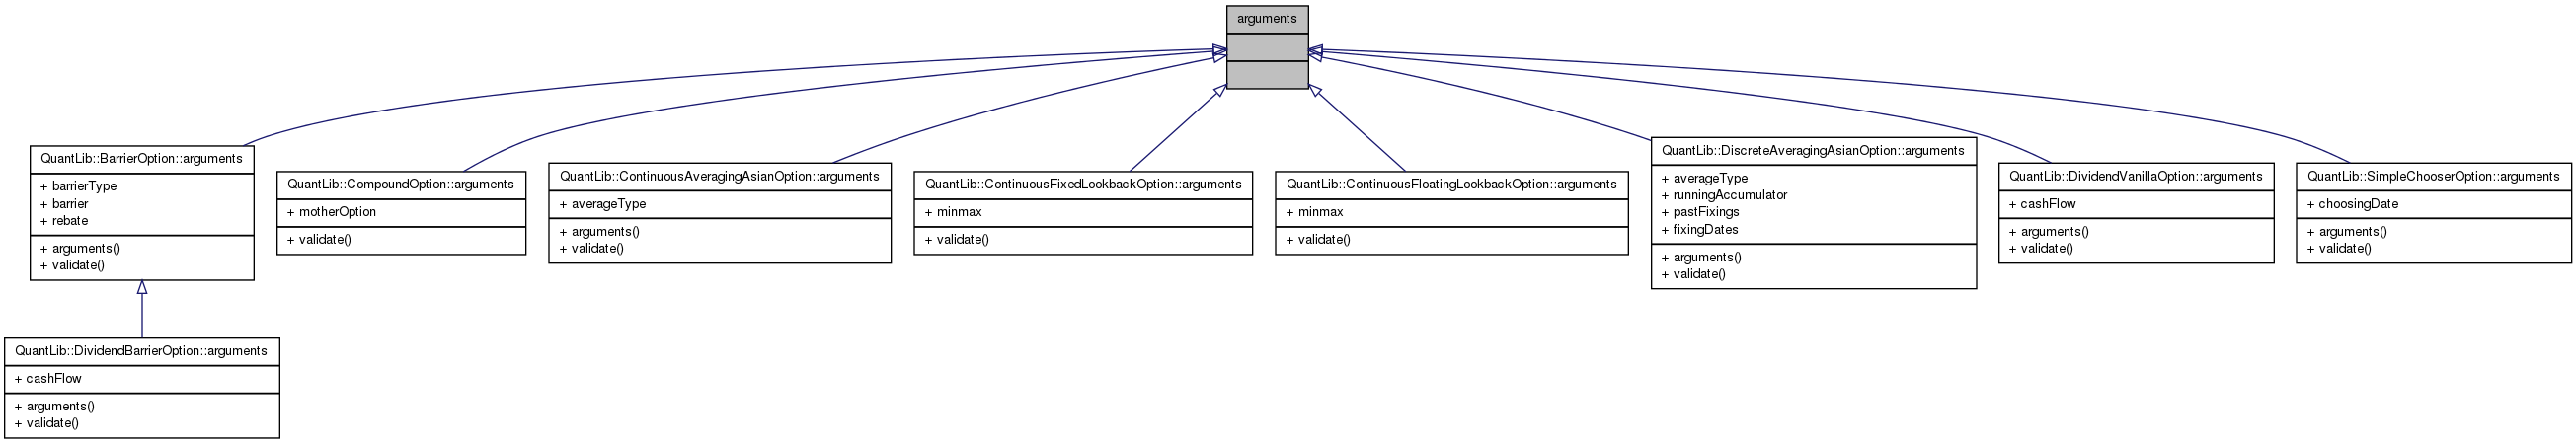 arguments
QuantLib::BarrierOption::arguments
+ barrierType
+ barrier
+ rebate
+ arguments()
+ validate()
QuantLib::CompoundOption::arguments
+ motherOption
+ validate()
QuantLib::ContinuousAveragingAsianOption::arguments
+ averageType
+ arguments()
+ validate()
QuantLib::ContinuousFixedLookbackOption::arguments
+ minmax
+ validate()
QuantLib::ContinuousFloatingLookbackOption::arguments
+ minmax
+ validate()
QuantLib::DiscreteAveragingAsianOption::arguments
+ averageType
+ runningAccumulator
+ pastFixings
+ fixingDates
+ arguments()
+ validate()
QuantLib::DividendVanillaOption::arguments
+ cashFlow
+ arguments()
+ validate()
QuantLib::SimpleChooserOption::arguments
+ choosingDate
+ arguments()
+ validate()
QuantLib::DividendBarrierOption::arguments
+ cashFlow
+ arguments()
+ validate()